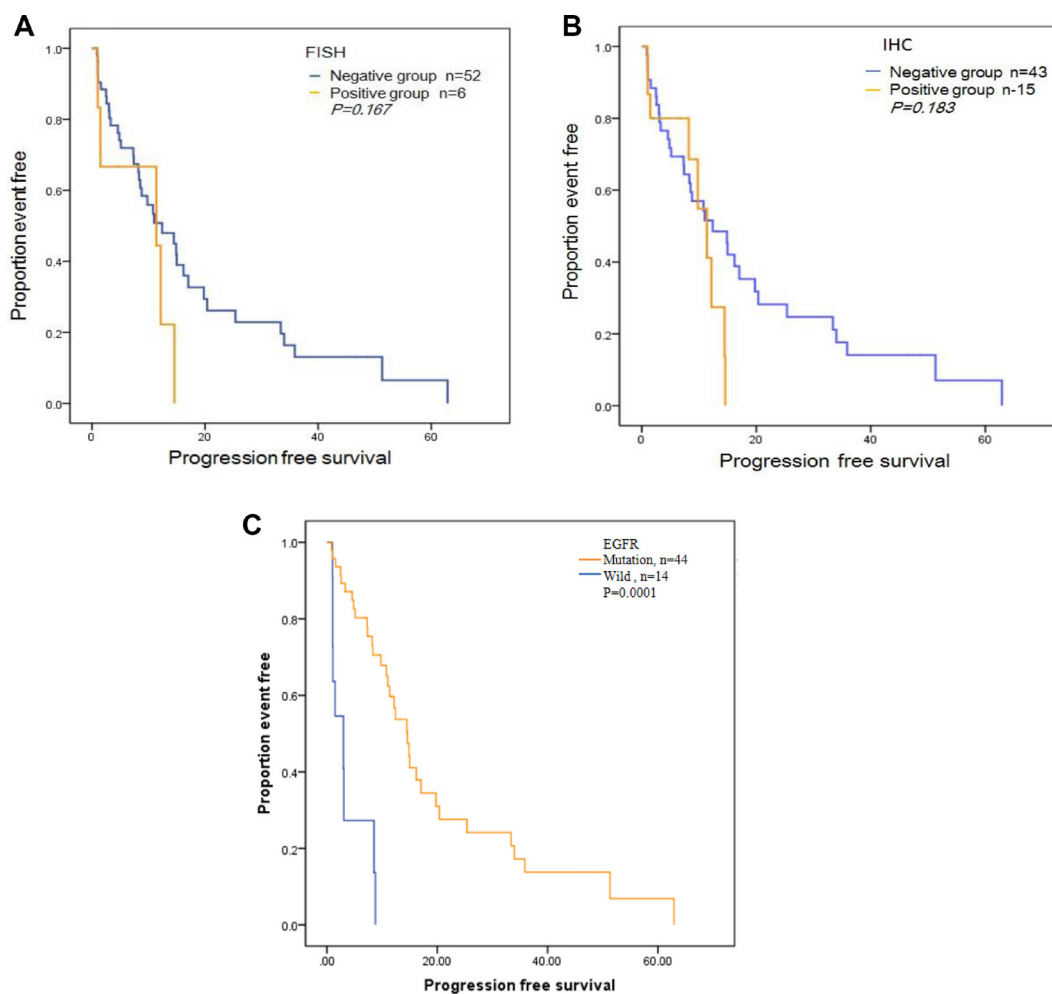 A
FISH
Negative group n=52
Positive group n=6
P=0.167
Proportion event free
1.0
0.8
0.6
0.4
0.2
0.0
0 20 40 60
Progression free survival
B
IHC
Negative group n=43
Positive group n-15
P=0.183
Proportion event free
1.0
0.8
0.6
0.4
0.2
0.0
0 20 40 60
Progression free survival
C
EGFR
Mutation, n=44
Wild , n=14
P=0.0001
Proportion event free
1.0
0.8
0.6
0.4
0.2
0.0
.00 20.00 40.00 60.00
Progression free survival